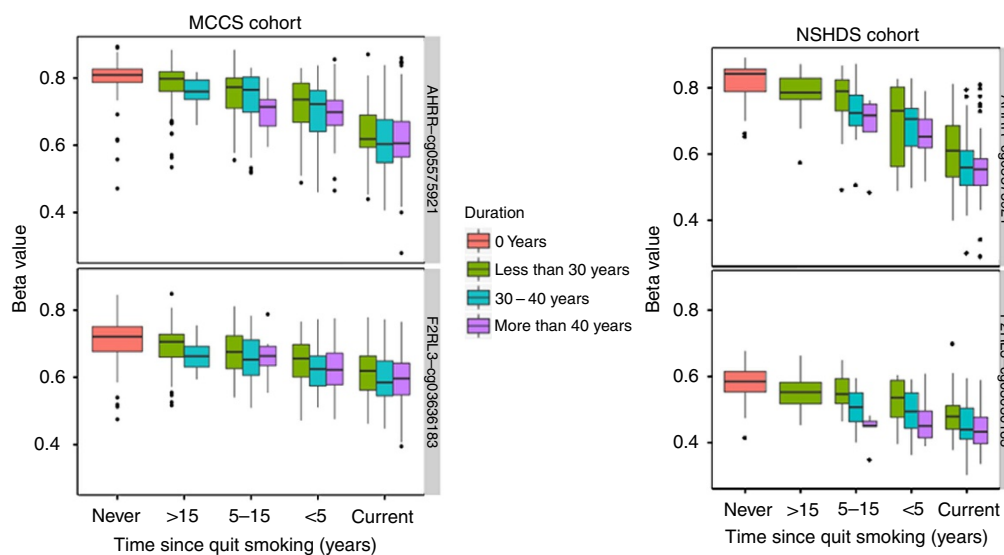 MCCS cohort
NSHDS cohort
Beta value
0.8
0.6
0.4
AHRR–cg05575921
0.8
0.6
0.4
F2RL3–cg03636183
Never >15 5–15 <5 Current
Time since quit smoking (years)
Duration
0 Years
Less than 30 years
30–40 years
More than 40 years
Beta value
0.8
0.6
0.4
0.8
0.6
0.4
Never >15 5–15 <5 Current
Time since quit smoking (years)